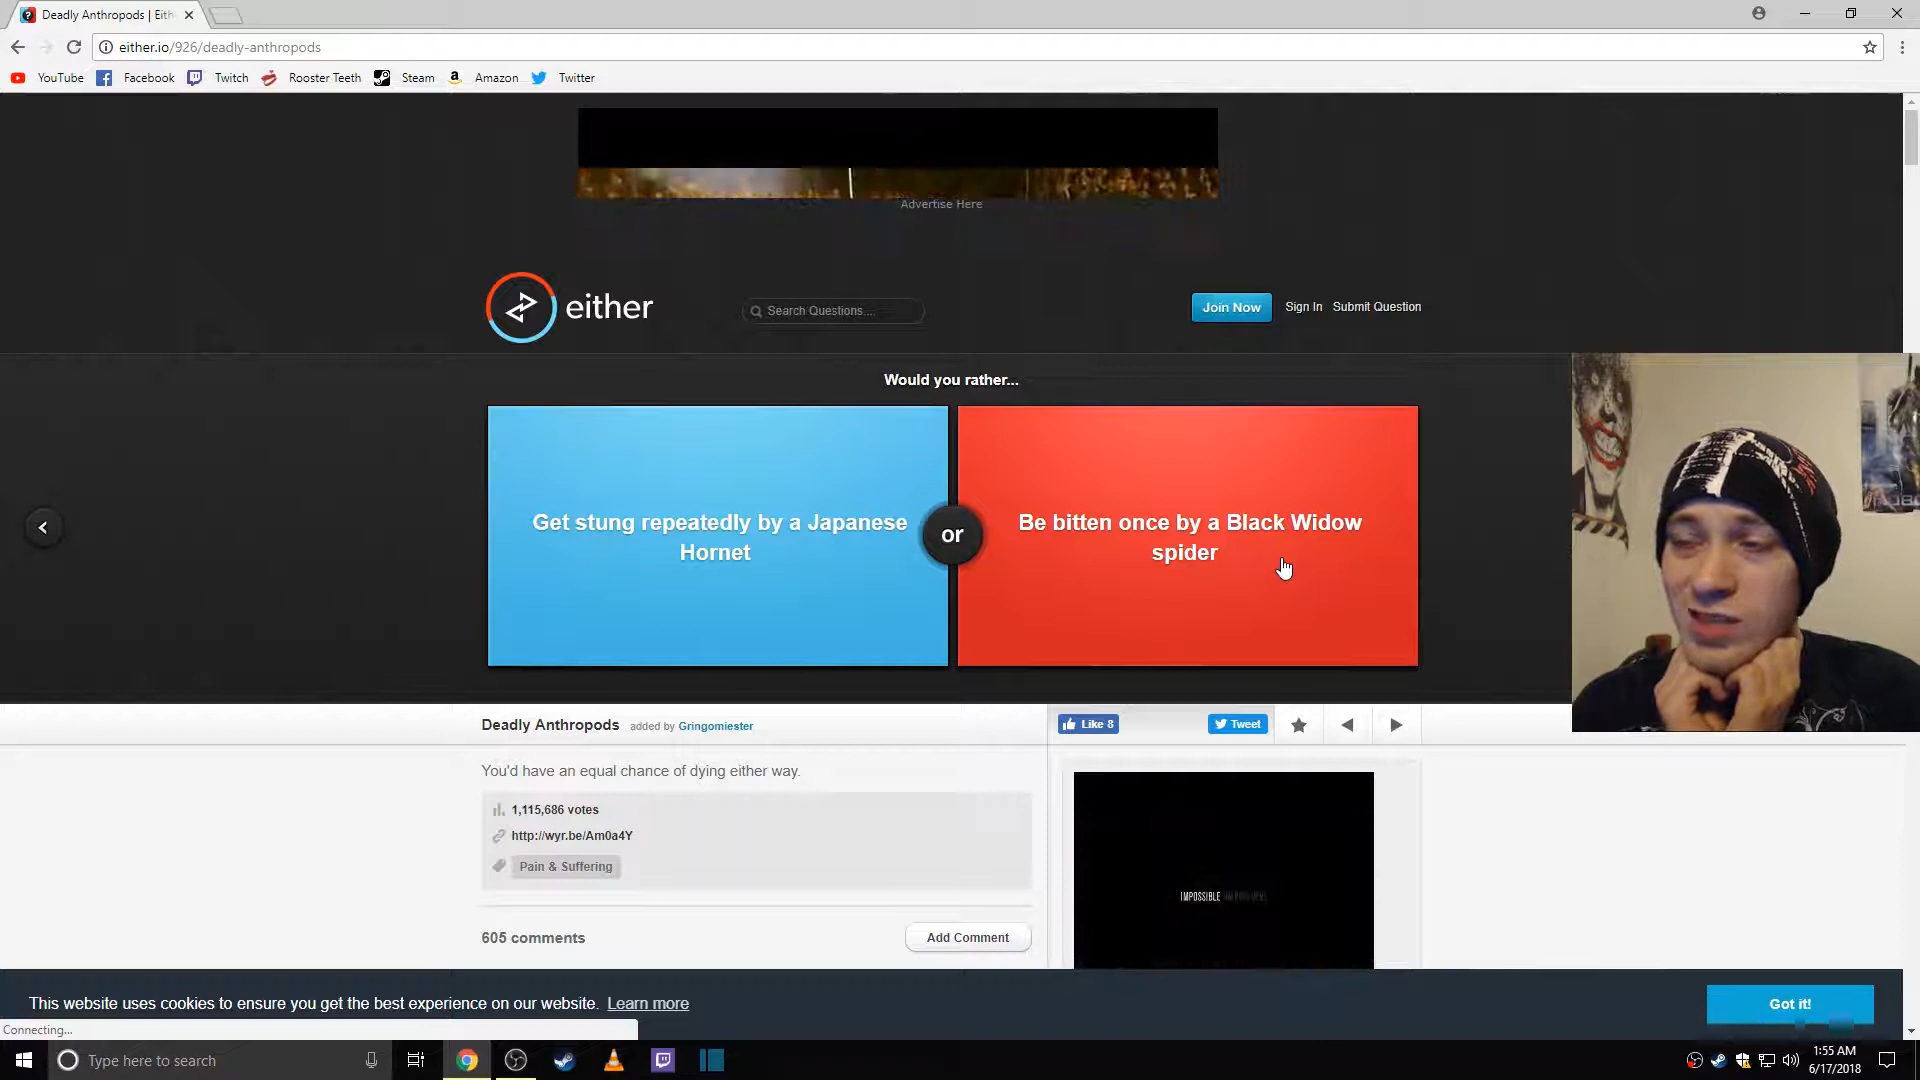 Deadly Anthropods | Eith
either.io/926/deadly-anthropods
YouTube Facebook Twitch Rooster Teeth Steam Amazon Twitter
Advertise Here
either
Search Questions....
Join Now Sign In Submit Question
Would you rather...
Get stung repeatedly by a Japanese
Hornet
or
Be bitten once by a Black Widow
spider
Deadly Anthropods added by Gringomiester
Like 8
Tweet
You'd have an equal chance of dying either way.
1,115,686 votes
http://wyr.be/Am0a4Y
Pain & Suffering
IMPOSSIBLE
605 comments
Add Comment
This website uses cookies to ensure you get the best experience on our website. Learn more
Got it!
Connecting...
Type here to search
1:55 AM
6/17/2018